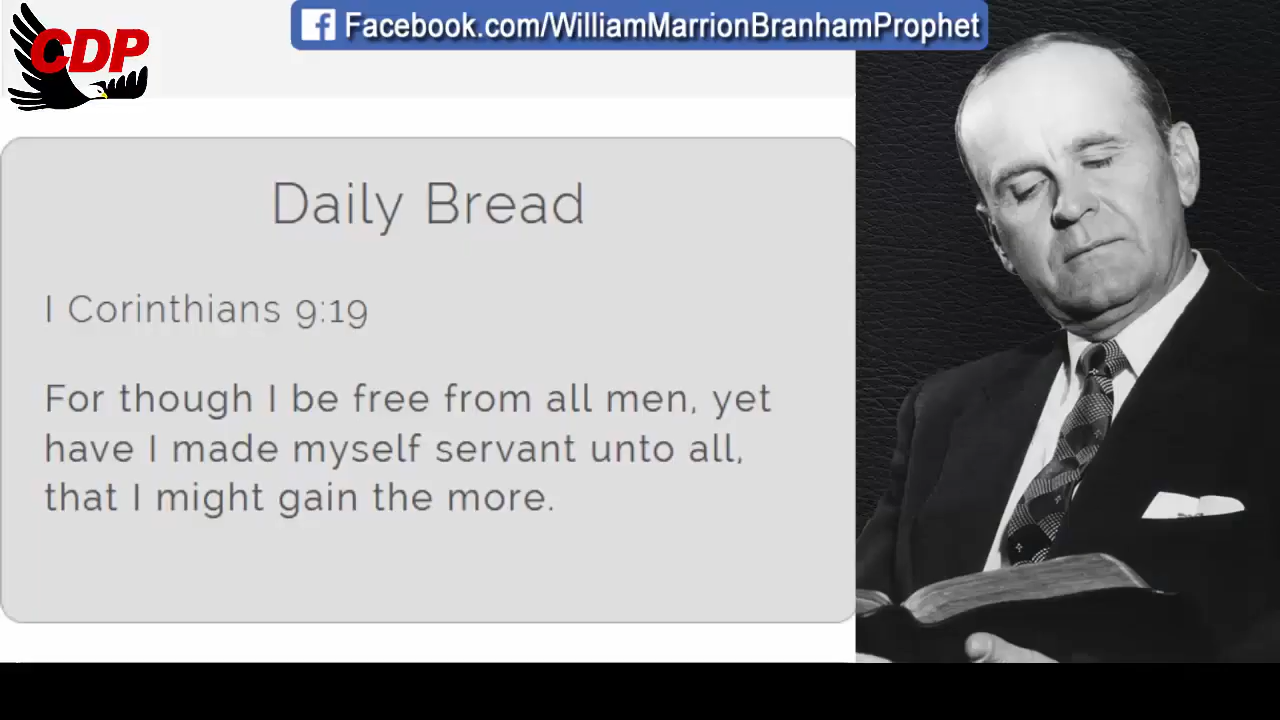 CDP
Facebook.com/WilliamMarrionBranhamProphet
Daily Bread
I Corinthians 9:19
For though I be free from all men, yet
have I made myself servant unto all,
that I might gain the more.